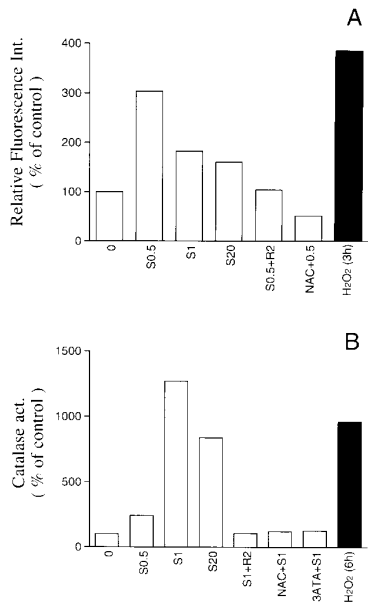 A
Relative Fluorescence Int.
( % of control )
400
300
200
100
0
0
S0.5
S1
S20
S0.5+R2
NAC+0.5
H2O2 (3h)
B
Catalase act.
( % of control )
1500
1000
500
0
0
S0.5
S1
S20
S1+R2
NAC+S1
3ATA+S1
H2O2 (6h)